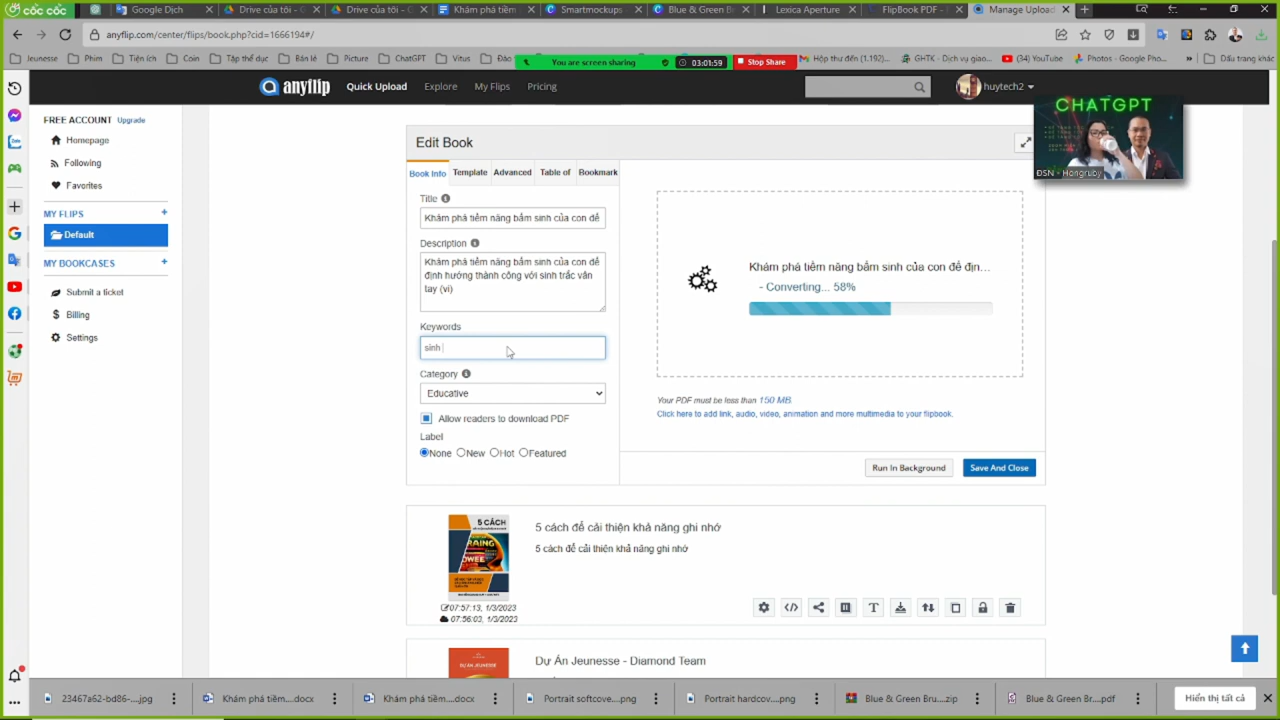 cốc cốc
Google Dịch
Drive của tôi - G
Drive của tôi - G
Khám phá tiềm
Smartmockups
Blue & Green B
Lexica Aperture
FlipBook PDF - F
Manage Upload
anyflip.com/center/flips/book.php?cid=1666194#/
Jeunesse
Phim
Tiện ích
Coin
Tập thể dục
Bán lẻ
Picture
ChatGPT
Vitus
You are screen sharing
03:01:59
Stop Share
Hộp thư đến (1.192)...
GHTK - Dịch vụ giao...
(34) YouTube
Photos - Google Pho...
Dấu trang khác
anyflip
Quick Upload
Explore
My Flips
Pricing
huytech2
CHATGPT
ĐSN - Hongruby
FREE ACCOUNT Upgrade
Homepage
Following
Favorites
MY FLIPS
Default
MY BOOKCASES
Submit a ticket
Billing
Settings
Edit Book
Book Info
Template
Advanced
Table of
Bookmark
Title
Khám phá tiềm năng bẩm sinh của con để
Description
Khám phá tiềm năng bẩm sinh của con để
định hướng thành công với sinh trắc vân
tay (vi)
Keywords
sinh
Category
Educative
Allow readers to download PDF
Label
None New Hot Featured
Khám phá tiềm năng bẩm sinh của con để địn...
- Converting... 58%
Your PDF must be less than 150 MB.
Click here to add link, audio, video, animation and more multimedia to your flipbook.
Run In Background
Save And Close
5 CÁCH
5 cách để cải thiện khả năng ghi nhớ
5 cách để cải thiện khả năng ghi nhớ
07:57:13, 1/3/2023
07:56:03, 1/3/2023
DỰ ÁN JEUNESSE
Dự Án Jeunesse - Diamond Team
23467a62-bd86-....jpg
Khám phá tiềm....docx
Khám phá tiềm....docx
Portrait softcove....png
Portrait hardcov....png
Blue & Green Bru....zip
Blue & Green Br....pdf
Hiển thị tất cả